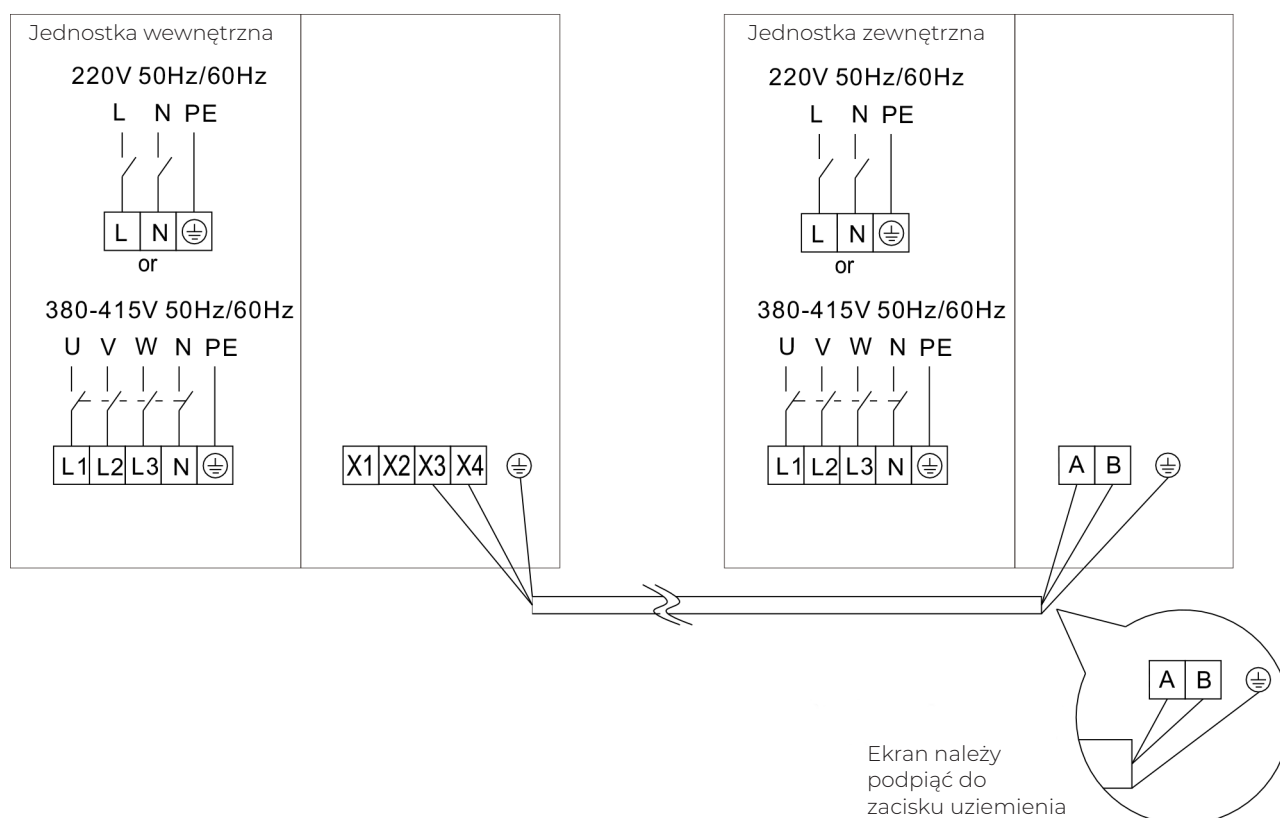 Jednostka wewnętrzna
220V 50Hz/60Hz
L N PE
L N
or
380-415V 50Hz/60Hz
U V W N PE
L1 L2 L3 N
X1 X2 X3 X4
Jednostka zewnętrzna
220V 50Hz/60Hz
L N PE
L N
or
380-415V 50Hz/60Hz
U V W N PE
L1 L2 L3 N
A B
A B
Ekran należy
podpiąć do
zacisku uziemienia